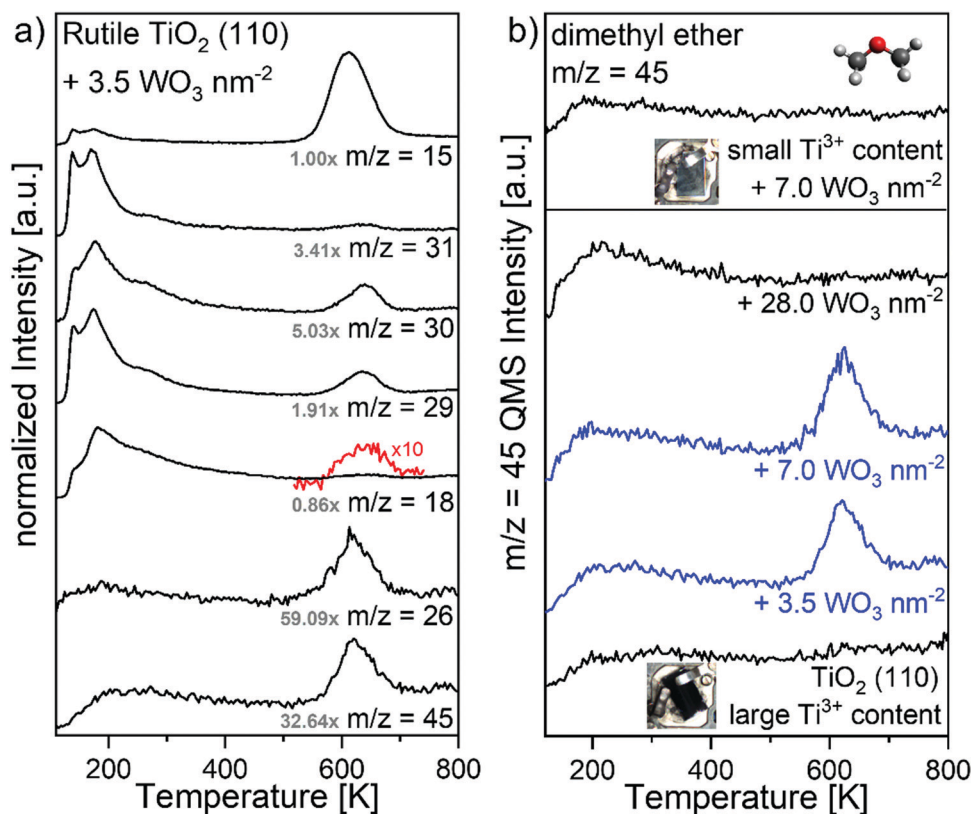 a) Rutile TiO₂ (110)
+ 3.5 WO₃ nm⁻²
1.00x m/z = 15
3.41x m/z = 31
5.03x m/z = 30
1.91x m/z = 29
x10
0.86x m/z = 18
59.09x m/z = 26
32.64x m/z = 45
normalized Intensity [a.u.]
200 400 600 800
Temperature [K]
b) dimethyl ether
m/z = 45
small Ti³⁺ content
+ 7.0 WO₃ nm⁻²
+ 28.0 WO₃ nm⁻²
+ 7.0 WO₃ nm⁻²
+ 3.5 WO₃ nm⁻²
TiO₂ (110)
large Ti³⁺ content
m/z = 45 QMS Intensity [a.u.]
200 400 600 800
Temperature [K]